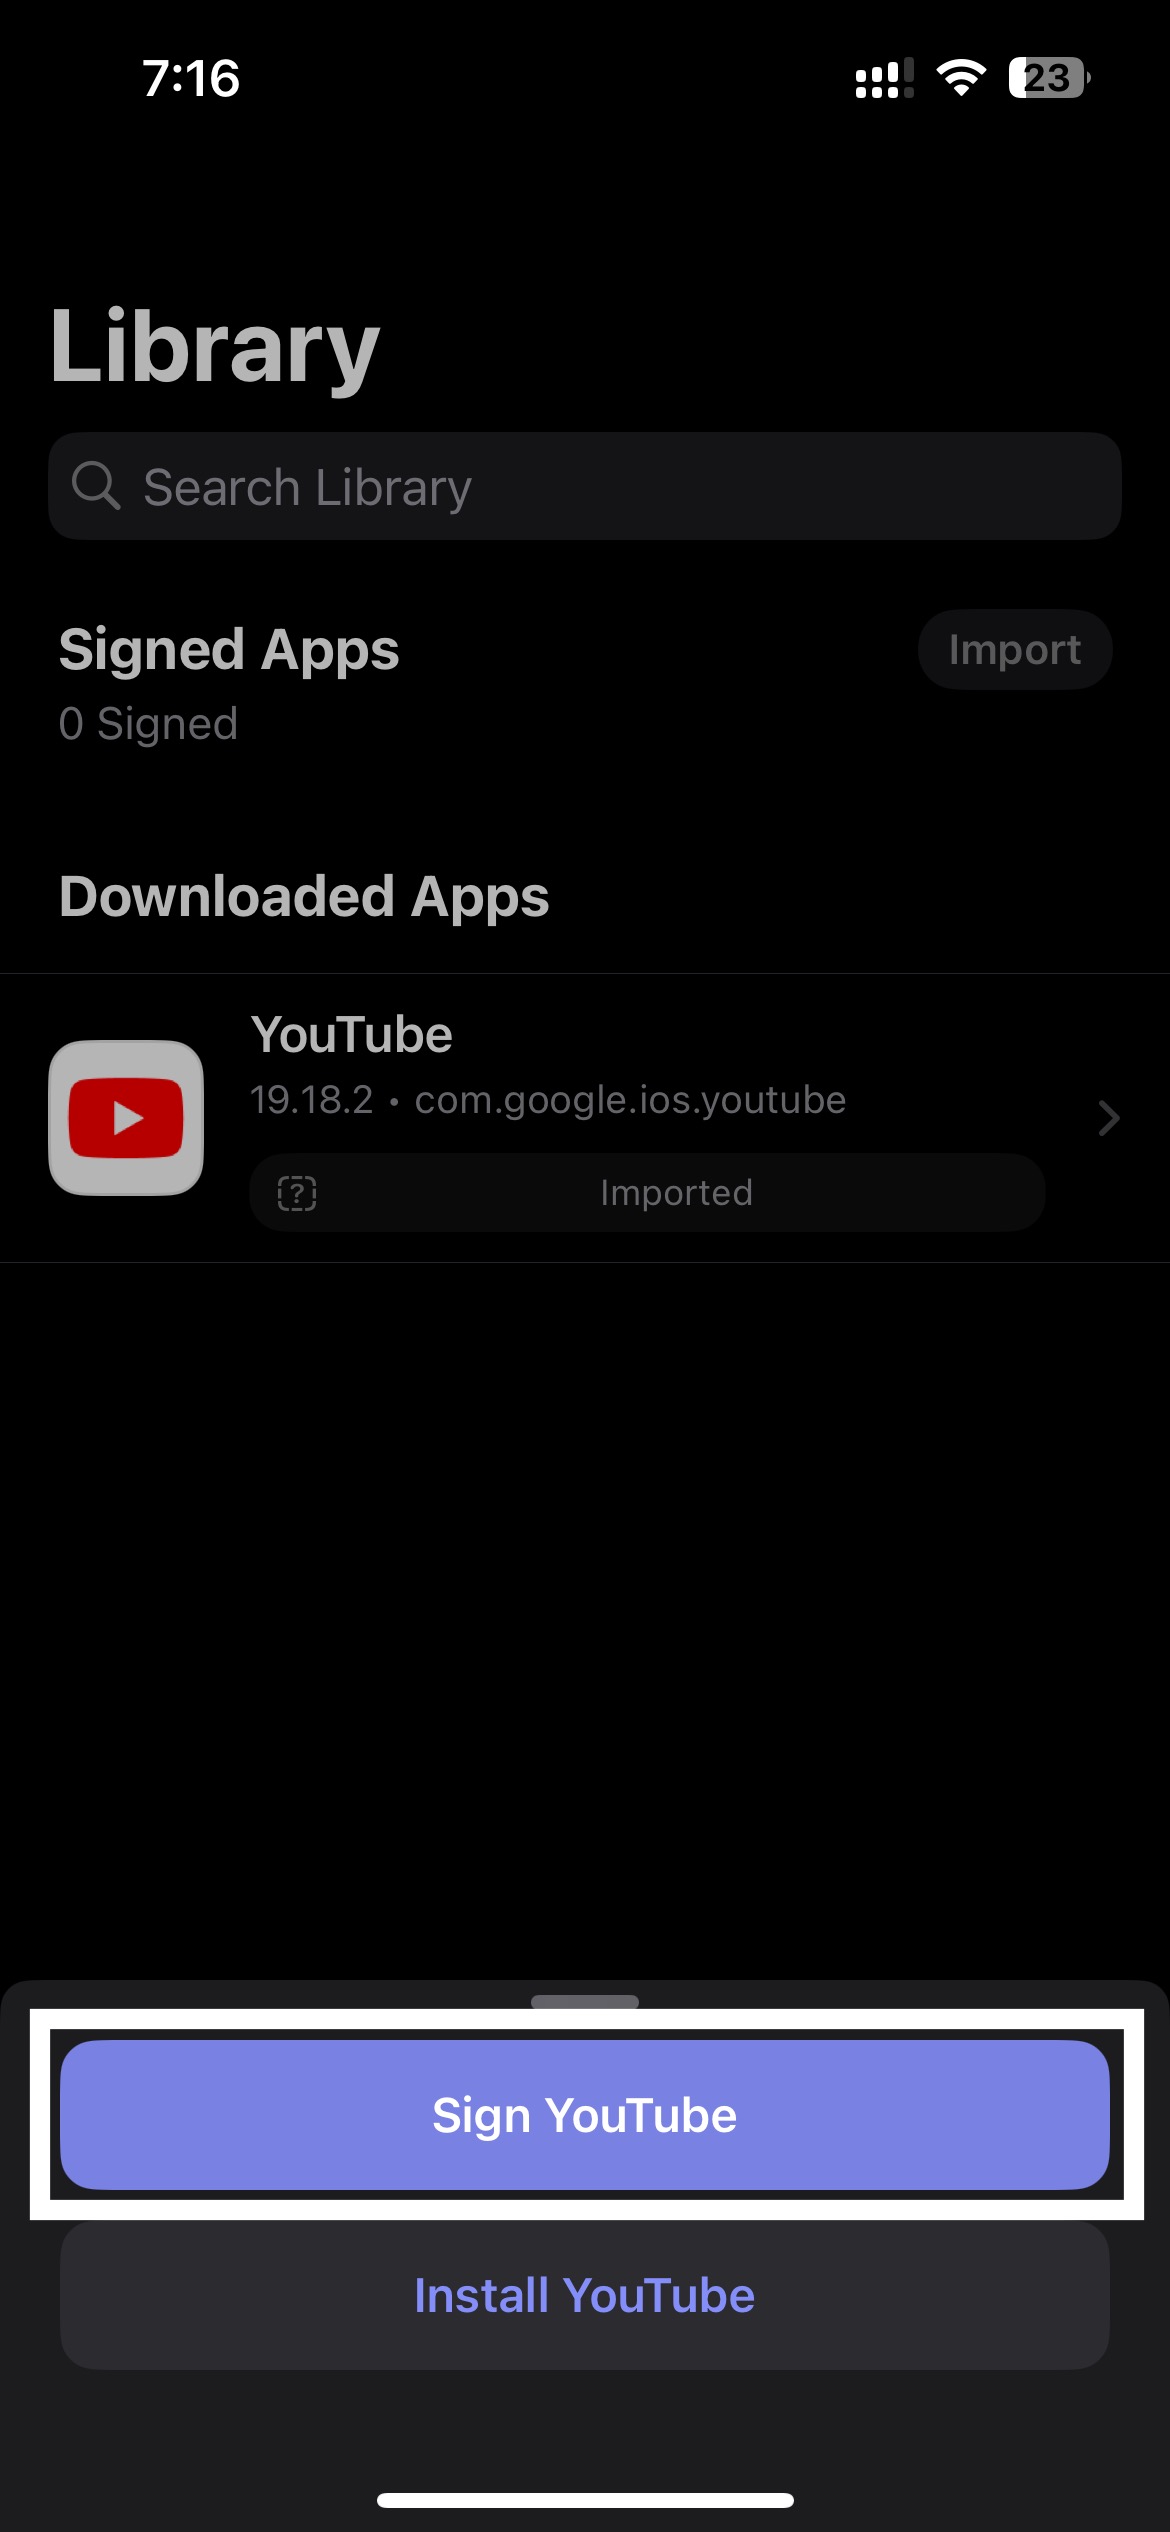 7:16
23
Library
Search Library
Signed Apps
Import
0 Signed
Downloaded Apps
YouTube
19.18.2 • com.google.ios.youtube
? Imported
Sign YouTube
Install YouTube